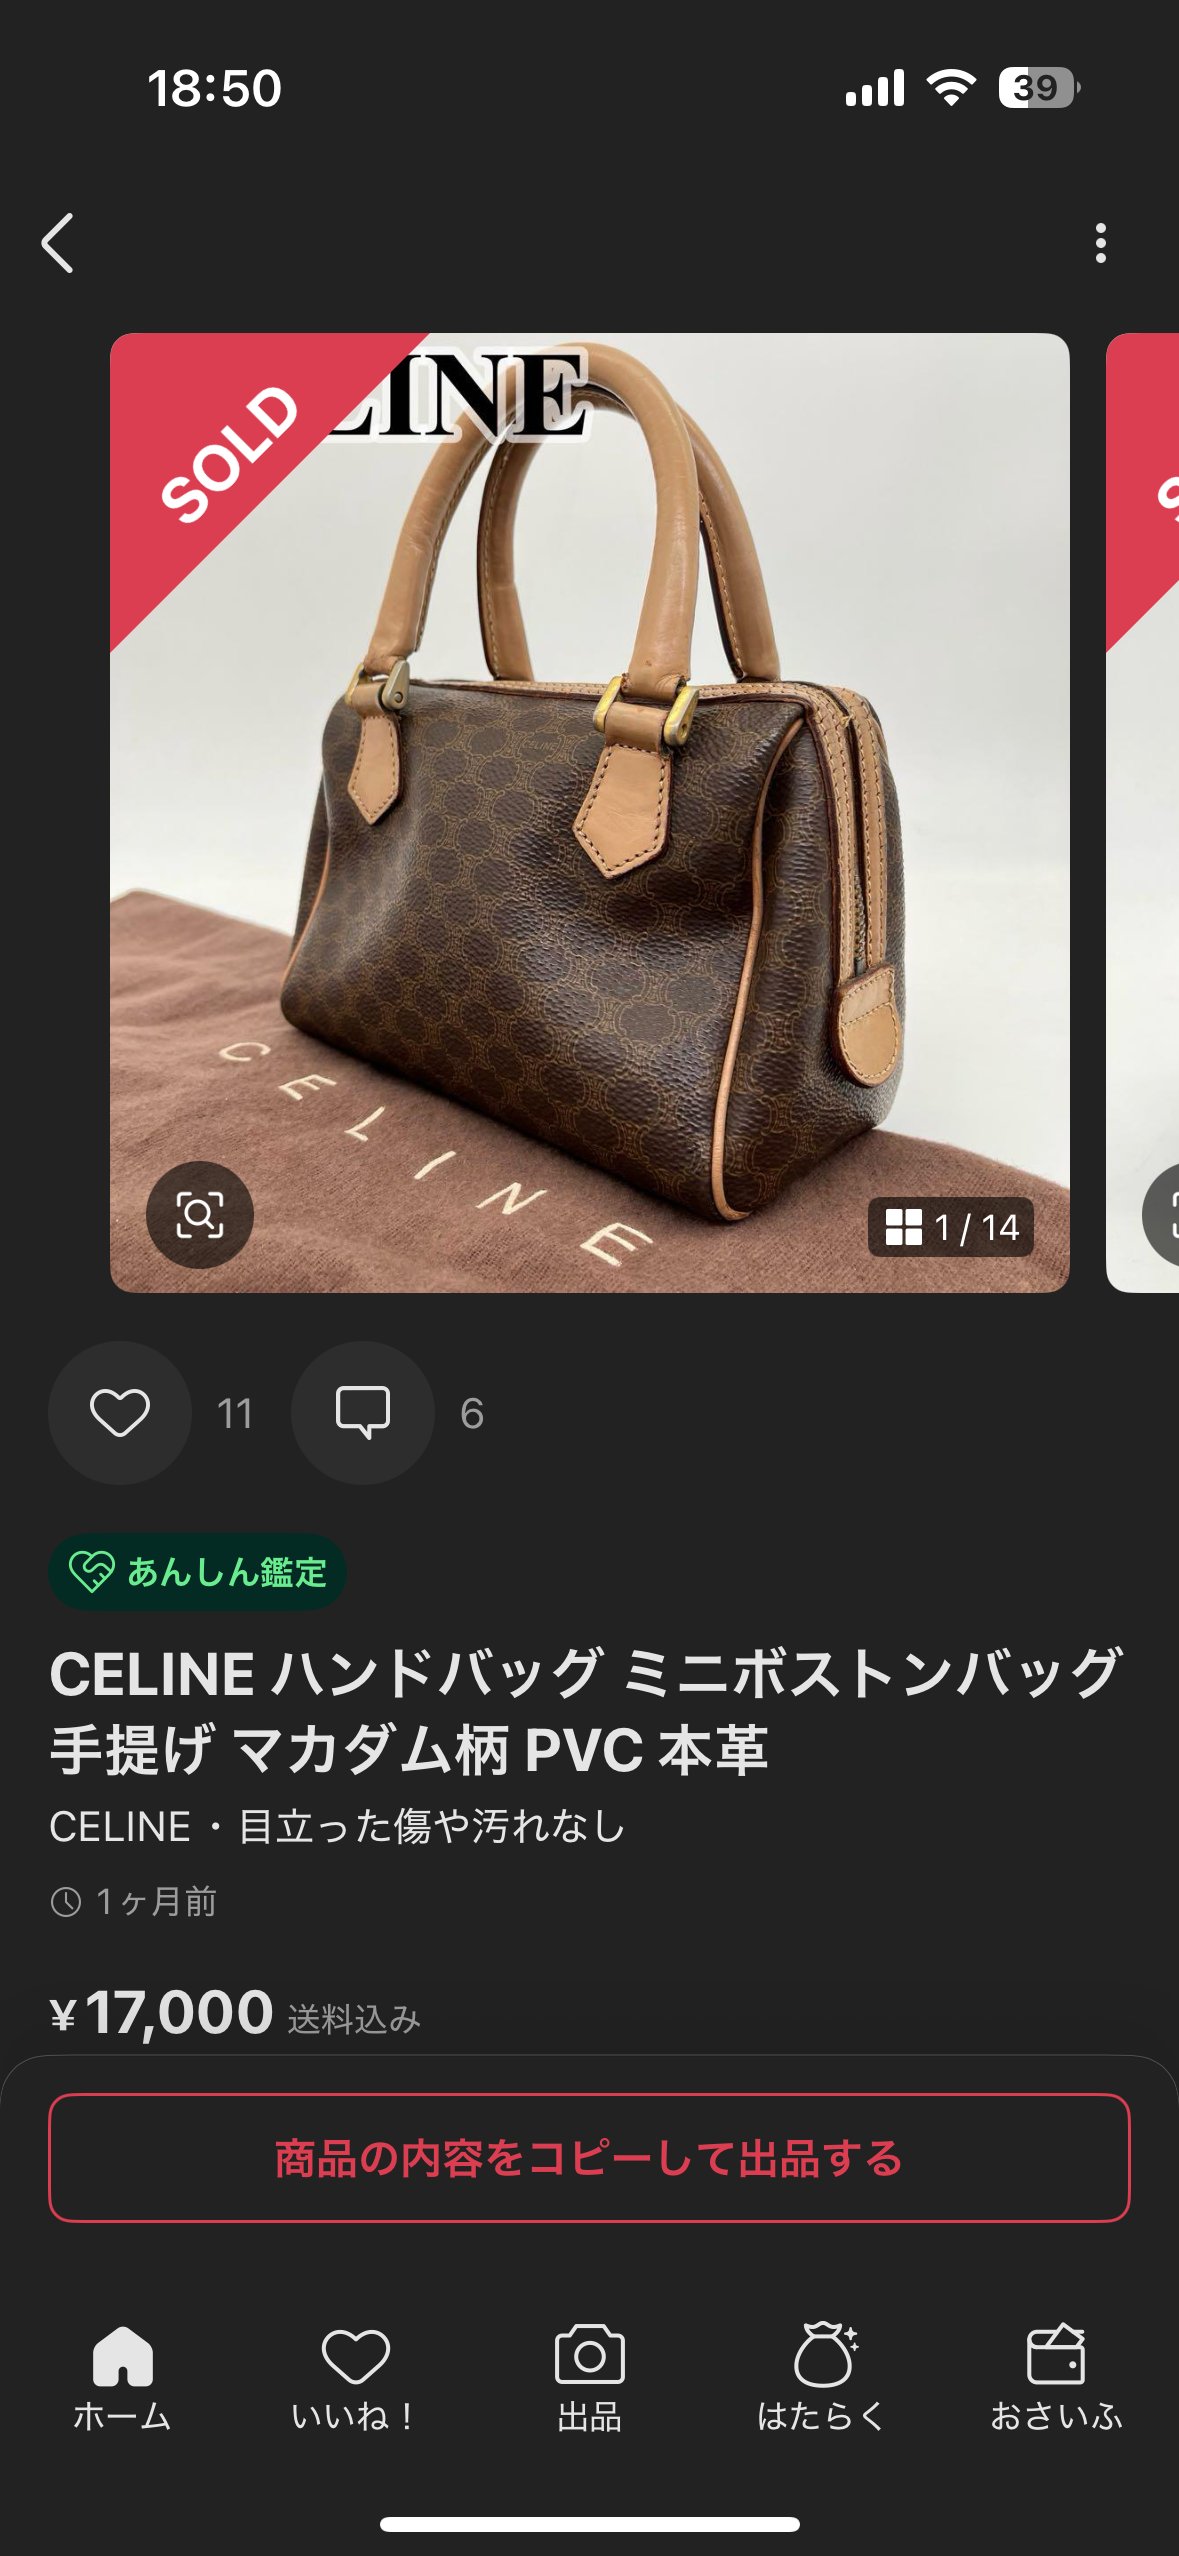 18:50
39
SOLD
LINE
CELINE
CELINE
1 / 14
11
6
あんしん鑑定
CELINE ハンドバッグ ミニボストンバッグ
手提げ マカダム柄 PVC 本革
CELINE・目立った傷や汚れなし
1ヶ月前
¥17,000 送料込み
商品の内容をコピーして出品する
ホーム
いいね！
出品
はたらく
おさいふ